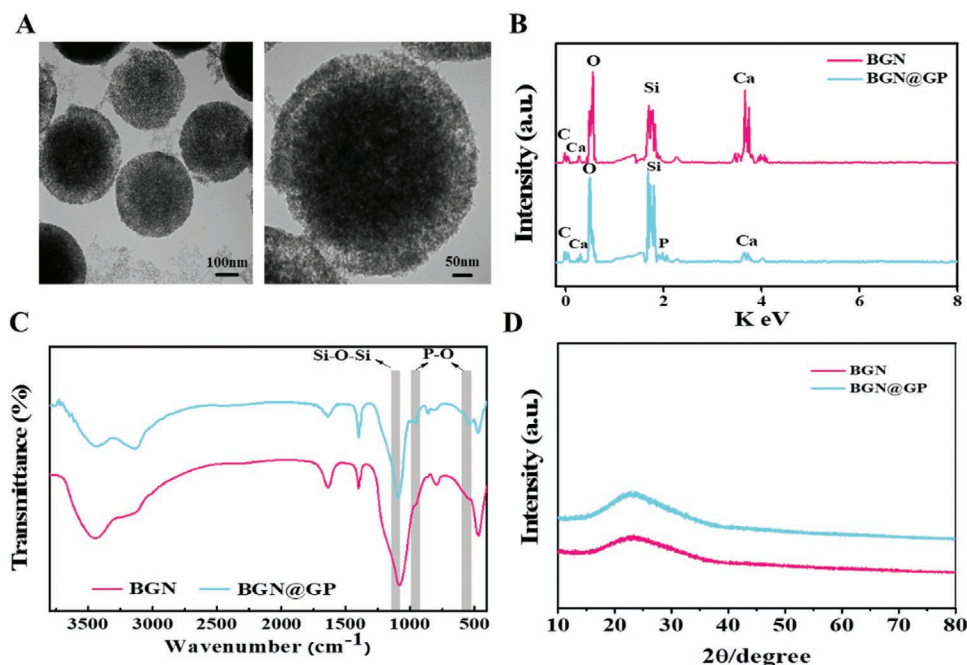 A
100nm
50nm
B
BGN
BGN@GP
O
Si
Ca
C
Ca
O
Si
C
Ca
P
Ca
Intensity (a.u.)
0
2
4
6
8
K eV
C
Si-O-Si
P-O
Transmittance (%)
BGN
BGN@GP
3500
3000
2500
2000
1500
1000
500
Wavenumber (cm-1)
D
BGN
BGN@GP
Intensity (a.u.)
10
20
30
40
50
60
70
80
2θ/degree